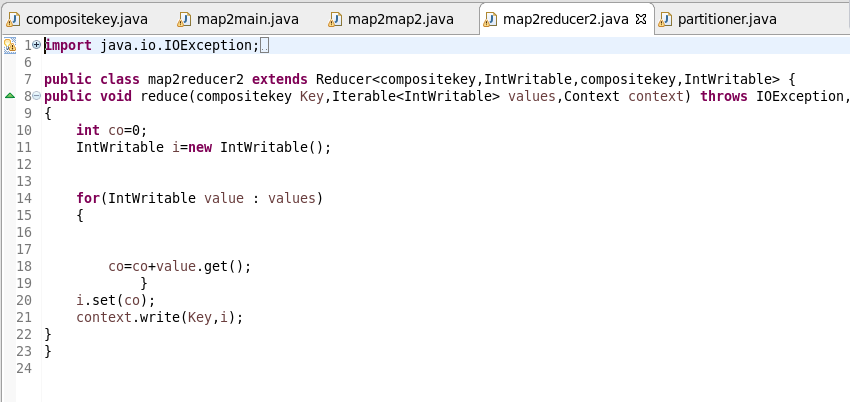 compositekey.java map2main.java map2map2.java map2reducer2.java partitioner.java
1 import java.io.IOException;
6
7 public class map2reducer2 extends Reducer<compositekey,IntWritable,compositekey,IntWritable> {
8 public void reduce(compositekey Key,Iterable<IntWritable> values,Context context) throws IOException,
9 {
10 int co=0;
11 IntWritable i=new IntWritable();
12
13
14 for(IntWritable value : values)
15 {
16
17
18 co=co+value.get();
19 }
20 i.set(co);
21 context.write(Key,i);
22 }
23 }
24